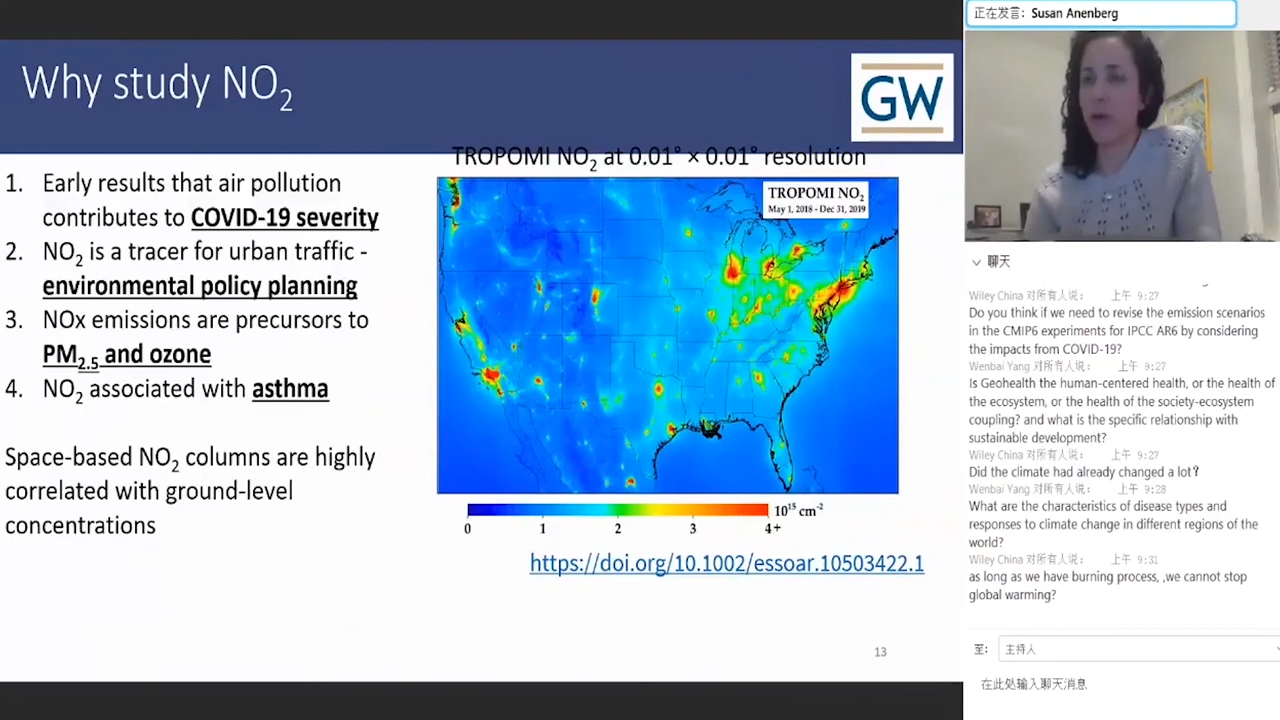 Why study NO₂
GW
1. Early results that air pollution
contributes to COVID-19 severity
2. NO₂ is a tracer for urban traffic -
environmental policy planning
3. NOx emissions are precursors to
PM₂.₅ and ozone
4. NO₂ associated with asthma
Space-based NO₂ columns are highly
correlated with ground-level
concentrations
TROPOMI NO₂ at 0.01° × 0.01° resolution
TROPOMI NO₂
May 1, 2018 - Dec 31, 2019
0 1 2 3 4+
10¹⁵ cm⁻²
https://doi.org/10.1002/essoar.10503422.1
13
正在发言: Susan Anenberg
聊天
Wiley China 对所有人说: 上午 9:27
Do you think if we need to revise the emission scenarios
in the CMIP6 experiments for IPCC AR6 by considering
the impacts from COVID-19?
Wenbai Yang 对所有人说: 上午 9:27
Is Geohealth the human-centered health, or the health of
the ecosystem, or the health of the society-ecosystem
coupling? and what is the specific relationship with
sustainable development?
Wiley China 对所有人说: 上午 9:27
Did the climate had already changed a lot?
Wenbai Yang 对所有人说: 上午 9:28
What are the characteristics of disease types and
responses to climate change in different regions of the
world?
Wiley China 对所有人说: 上午 9:31
as long as we have burning process, ,we cannot stop
global warming?
至: 主持人
在此处输入聊天消息